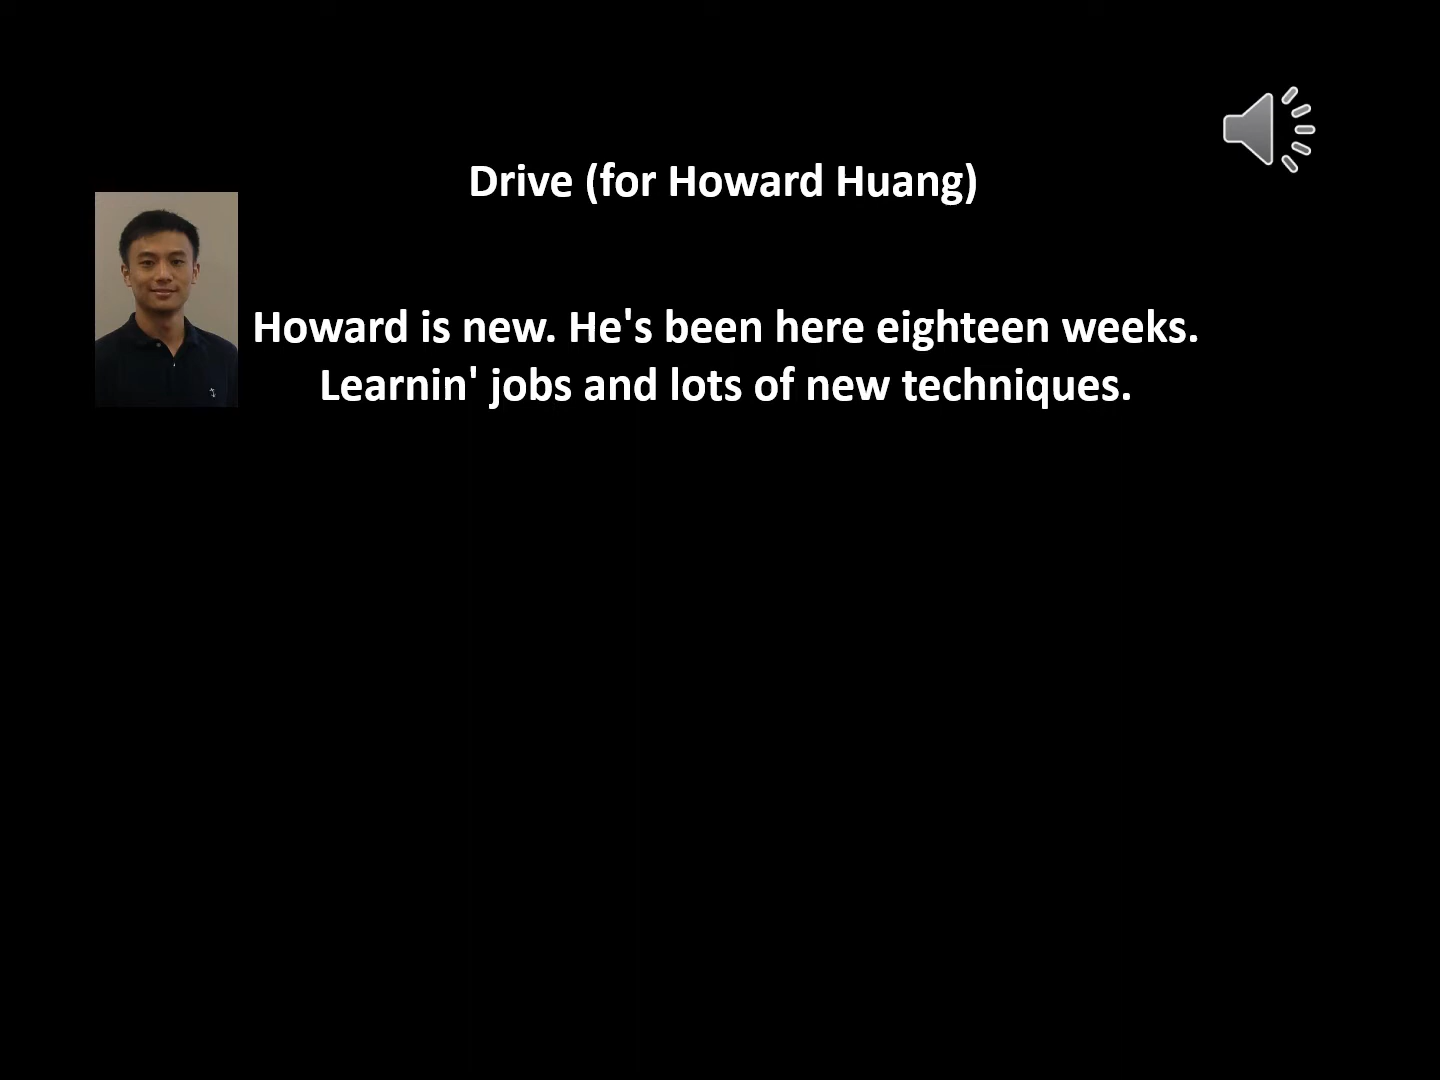 Drive (for Howard Huang)
Howard is new. He's been here eighteen weeks.
Learnin' jobs and lots of new techniques.